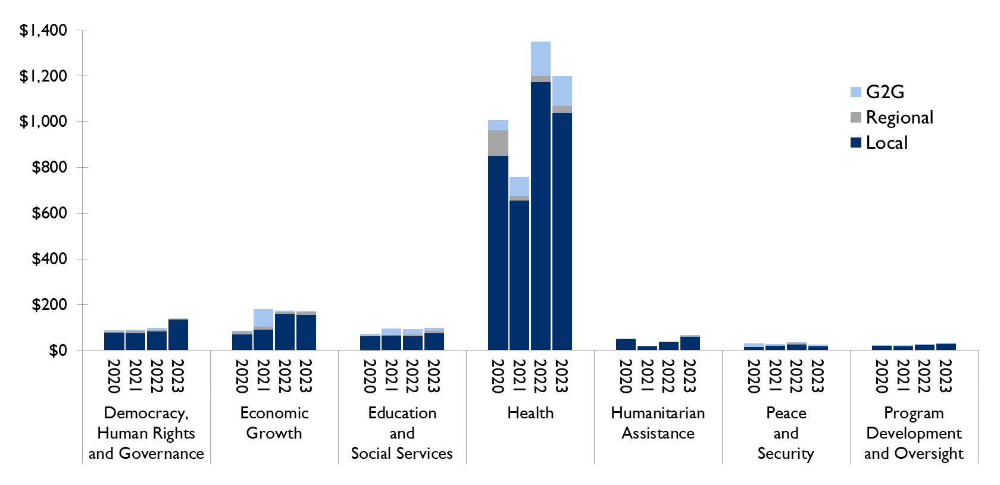 $1,400
$1,200
$1,000
$800
$600
$400
$200
$0
G2G
Regional
Local
2020
2021
2022
2023
2020
2021
2022
2023
2020
2021
2022
2023
2020
2021
2022
2023
2020
2021
2022
2023
2020
2021
2022
2023
2020
2021
2022
2023
Democracy,
Human Rights
and Governance
Economic
Growth
Education
and
Social Services
Health
Humanitarian
Assistance
Peace
and
Security
Program
Development
and Oversight